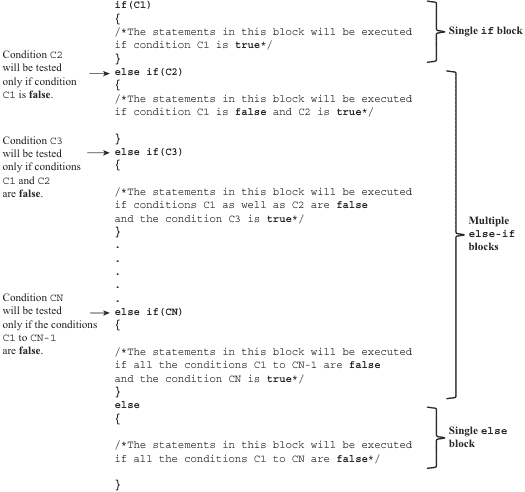 if(C1)
{
/*The statements in this block will be executed
if condition C1 is true*/
}
Single if block
Condition C2
will be tested
only if condition
C1 is false.
else if(C2)
{
/*The statements in this block will be executed
if condition C1 is false and C2 is true*/
}
Condition C3
will be tested
only if conditions
C1 and C2
are false.
else if(C3)
{
/*The statements in this block will be executed
if conditions C1 as well as C2 are false
and the condition C3 is true*/
}
.
.
.
.
.
Multiple
else-if
blocks
Condition CN
will be tested
only if the conditions
C1 to CN-1
are false.
else if(CN)
{
/*The statements in this block will be executed
if all the conditions C1 to CN-1 are false
and the condition CN is true*/
}
else
{
/*The statements in this block will be executed
if all the conditions C1 to CN are false*/
}
Single else
block